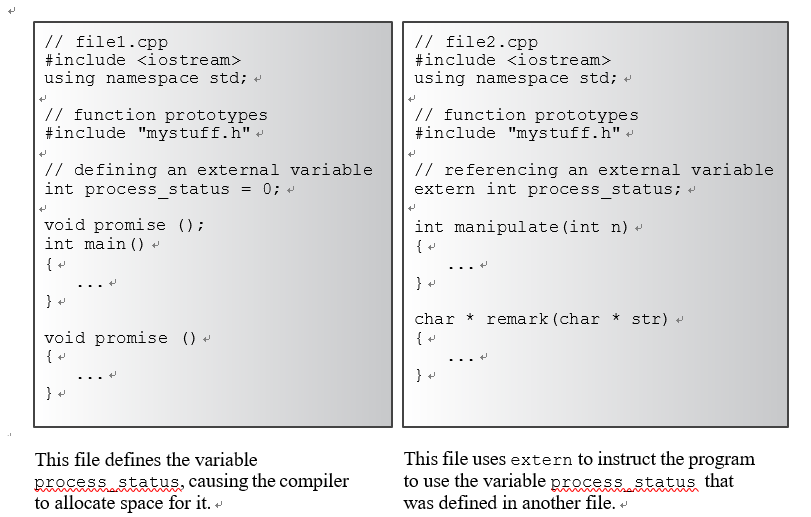 // file1.cpp
#include <iostream>
using namespace std;
// function prototypes
#include "mystuff.h"
// defining an external variable
int process_status = 0;
void promise ();
int main()
{
...
}
void promise ()
{
...
}
This file defines the variable
process_status, causing the compiler
to allocate space for it.
// file2.cpp
#include <iostream>
using namespace std;
// function prototypes
#include "mystuff.h"
// referencing an external variable
extern int process_status;
int manipulate(int n)
{
...
}
char * remark(char * str)
{
...
}
This file uses extern to instruct the program
to use the variable process_status that
was defined in another file.